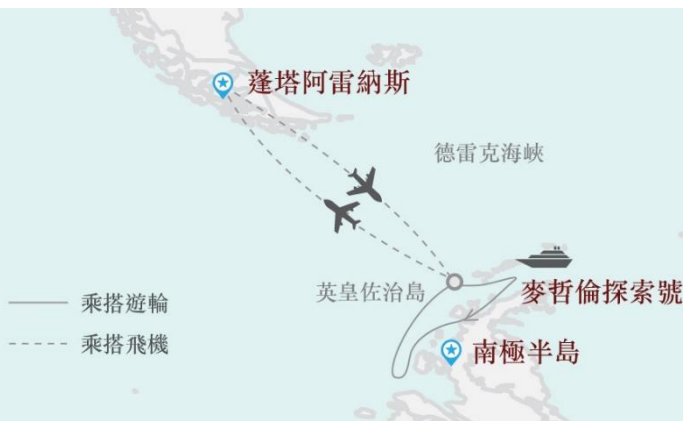 蓬塔阿雷納斯
德雷克海峽
英皇佐治島
麥哲倫探索號
乘搭遊輪
乘搭飛機
南極半島